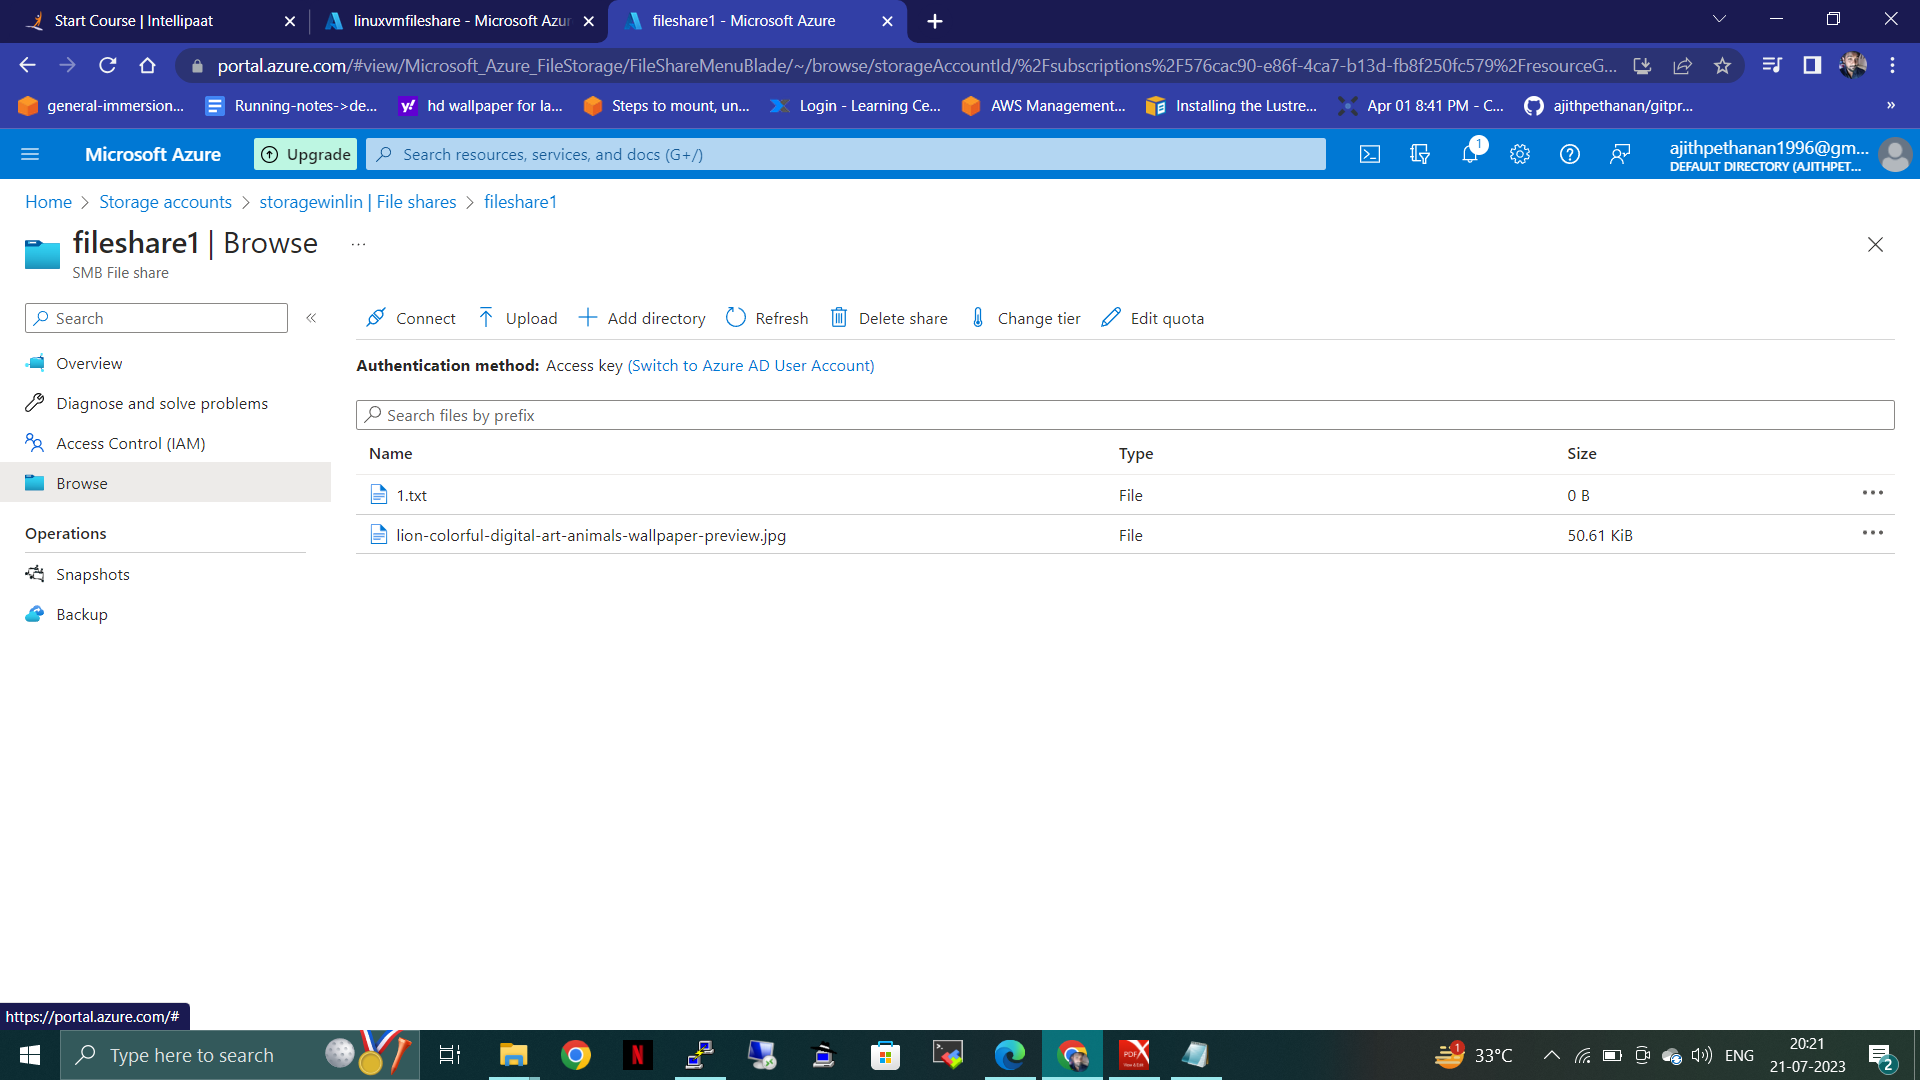 Start Course | Intellipaat
linuxvmfileshare - Microsoft Azur
fileshare1 - Microsoft Azure
portal.azure.com/#view/Microsoft_Azure_FileStorage/FileShareMenuBlade/~/browse/storageAccountId/%2Fsubscriptions%2F576cac90-e86f-4ca7-b13d-fb8f250fc579%2FresourceG...
general-immersion...
Running-notes->de...
hd wallpaper for la...
Steps to mount, un...
Login - Learning Ce...
AWS Management...
Installing the Lustre...
Apr 01 8:41 PM - C...
ajithpethanan/gitpr...
»
Microsoft Azure
Upgrade
Search resources, services, and docs (G+/)
1
ajithpethanan1996@gm...
DEFAULT DIRECTORY (AJITHPET...
Home > Storage accounts > storagewinlin | File shares > fileshare1
fileshare1 | Browse ...
SMB File share
Search
«
Connect
Upload
Add directory
Refresh
Delete share
Change tier
Edit quota
Overview
Diagnose and solve problems
Access Control (IAM)
Browse
Operations
Snapshots
Backup
Authentication method: Access key (Switch to Azure AD User Account)
Search files by prefix
Name Type Size
1.txt File 0 B
lion-colorful-digital-art-animals-wallpaper-preview.jpg File 50.61 KiB
https://portal.azure.com/#
Type here to search
N
PDF
1
33°C
ENG
20:21
21-07-2023
2